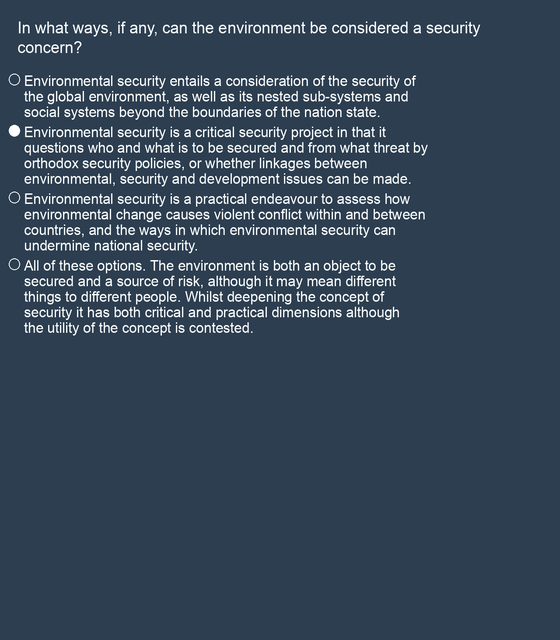 In what ways, if any, can the environment be considered a security
concern?
Environmental security entails a consideration of the security of
the global environment, as well as its nested sub-systems and
social systems beyond the boundaries of the nation state.
Environmental security is a critical security project in that it
questions who and what is to be secured and from what threat by
orthodox security policies, or whether linkages between
environmental, security and development issues can be made.
Environmental security is a practical endeavour to assess how
environmental change causes violent conflict within and between
countries, and the ways in which environmental security can
undermine national security.
All of these options. The environment is both an object to be
secured and a source of risk, although it may mean different
things to different people. Whilst deepening the concept of
security it has both critical and practical dimensions although
the utility of the concept is contested.